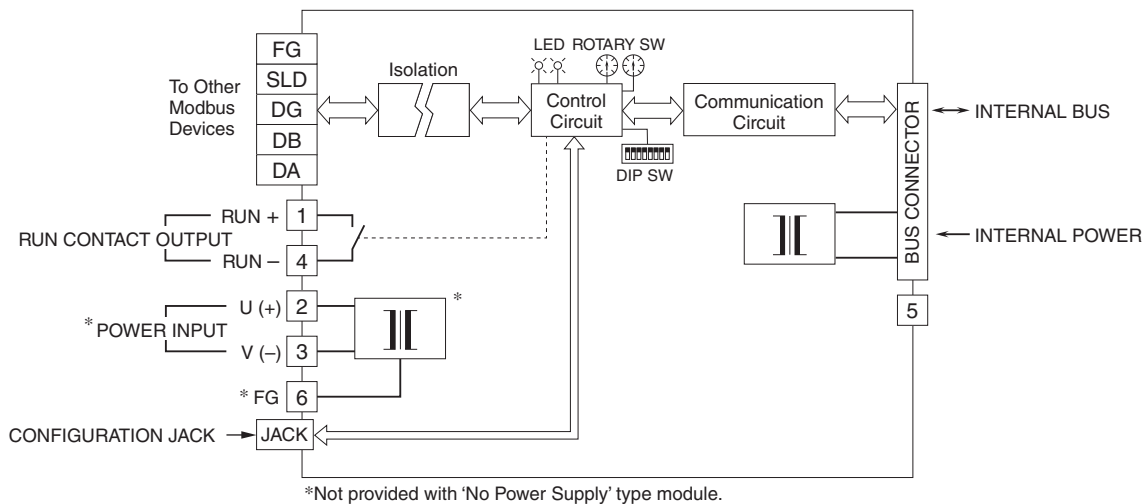 To Other
Modbus
Devices
FG
SLD
DG
DB
DA
Isolation
LED
ROTARY SW
Control
Circuit
DIP SW
Communication
Circuit
BUS CONNECTOR
INTERNAL BUS
INTERNAL POWER
5
RUN CONTACT OUTPUT
RUN +
1
RUN –
4
* POWER INPUT
U (+)
2
V (–)
3
*
* FG
6
CONFIGURATION JACK
JACK
*Not provided with ‘No Power Supply’ type module.